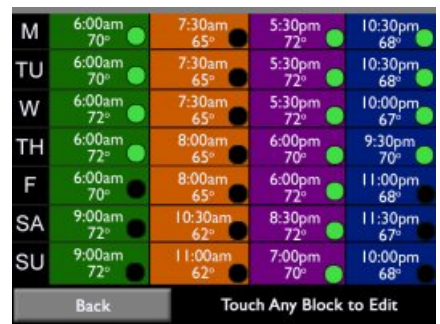 M 6:00am 7:30am 5:30pm 10:30pm
70° 65° 72° 68°
TU 6:00am 7:30am 5:30pm 10:30pm
70° 65° 72° 68°
W 6:00am 7:30am 5:30pm 10:00pm
72° 65° 72° 67°
TH 6:00am 8:00am 6:00pm 9:30pm
72° 65° 70° 70°
F 6:00am 8:00am 6:00pm 11:00pm
70° 65° 72° 68°
SA 9:00am 10:30am 8:30pm 11:30pm
72° 62° 72° 67°
SU 9:00am 11:00am 7:00pm 10:00pm
72° 62° 70° 68°
Back Touch Any Block to Edit